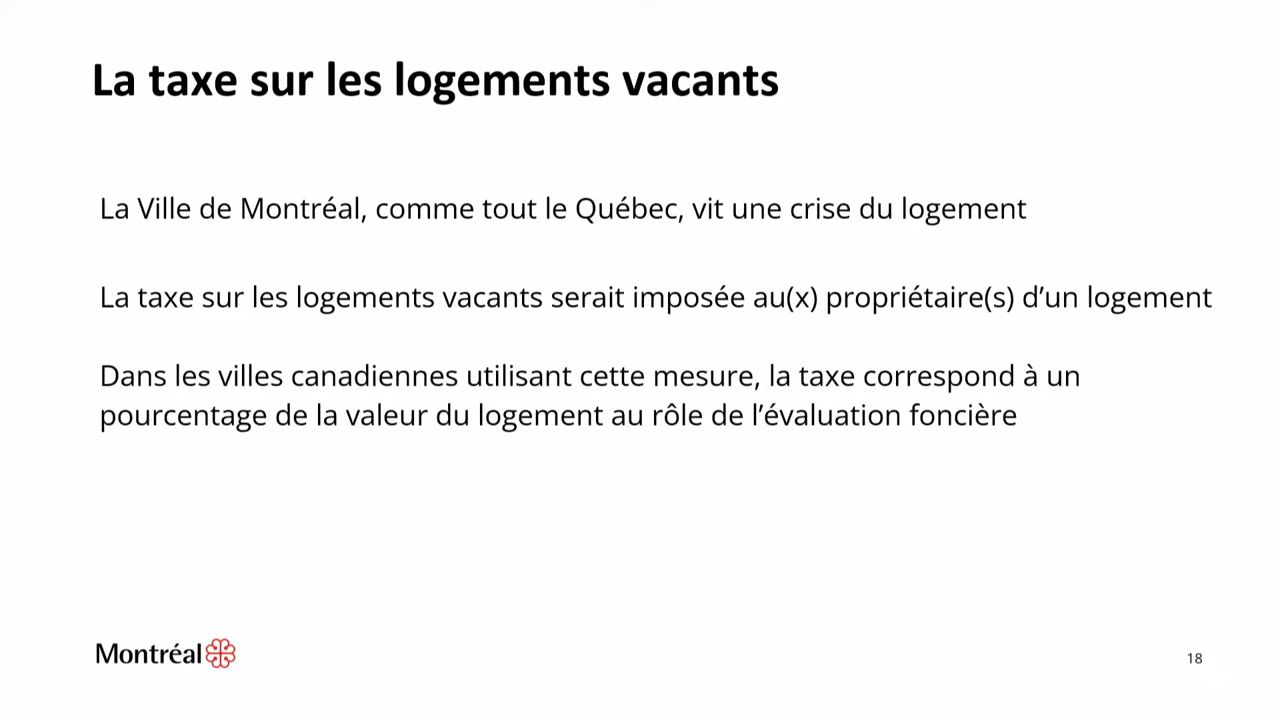 La taxe sur les logements vacants
La Ville de Montréal, comme tout le Québec, vit une crise du logement
La taxe sur les logements vacants serait imposée au(x) propriétaire(s) d’un logement
Dans les villes canadiennes utilisant cette mesure, la taxe correspond à un
pourcentage de la valeur du logement au rôle de l’évaluation foncière
Montréal
18